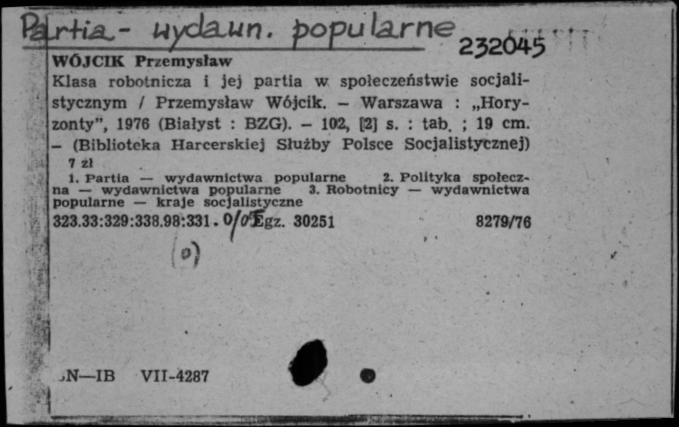 Partia - wydawn. popularne
232045
WÓJCIK Przemysław
Klasa robotnicza i jej partia w społeczeństwie socjali-
stycznym / Przemysław Wójcik. — Warszawa : „Hory-
zonty", 1976 (Białyst : BZG). — 102, [2] s. : tab. ; 19 cm.
— (Biblioteka Harcerskiej Służby Polsce Socjalistycznej)
7 zł
1. Partia — wydawnictwa popularne 2. Polityka społecz-
na — wydawnictwa popularne 3. Robotnicy — wydawnictwa
popularne — kraje socjalistyczne
323.33:329:338.98:331. Egz. 30251 8279/76
(0)
N—IB VII-4287